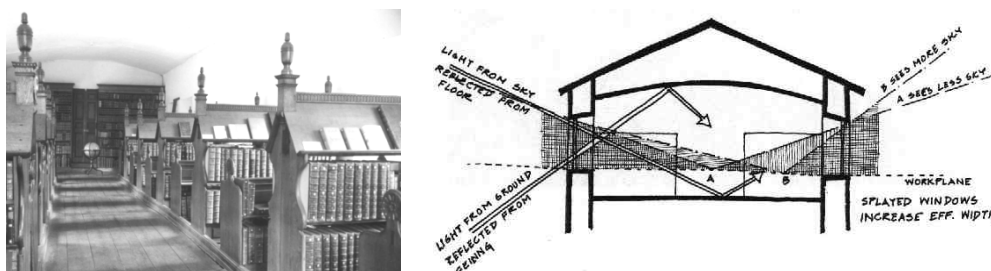 LIGHT FROM SKY
REFLECTED FROM
FLOOR
B SEES MORE SKY
A SEES LESS SKY
A
B
WORKPLANE
SPLAYED WINDOWS
INCREASE EFF. WIDTH
LIGHT FROM GROUND
REFLECTED FROM
CEILING